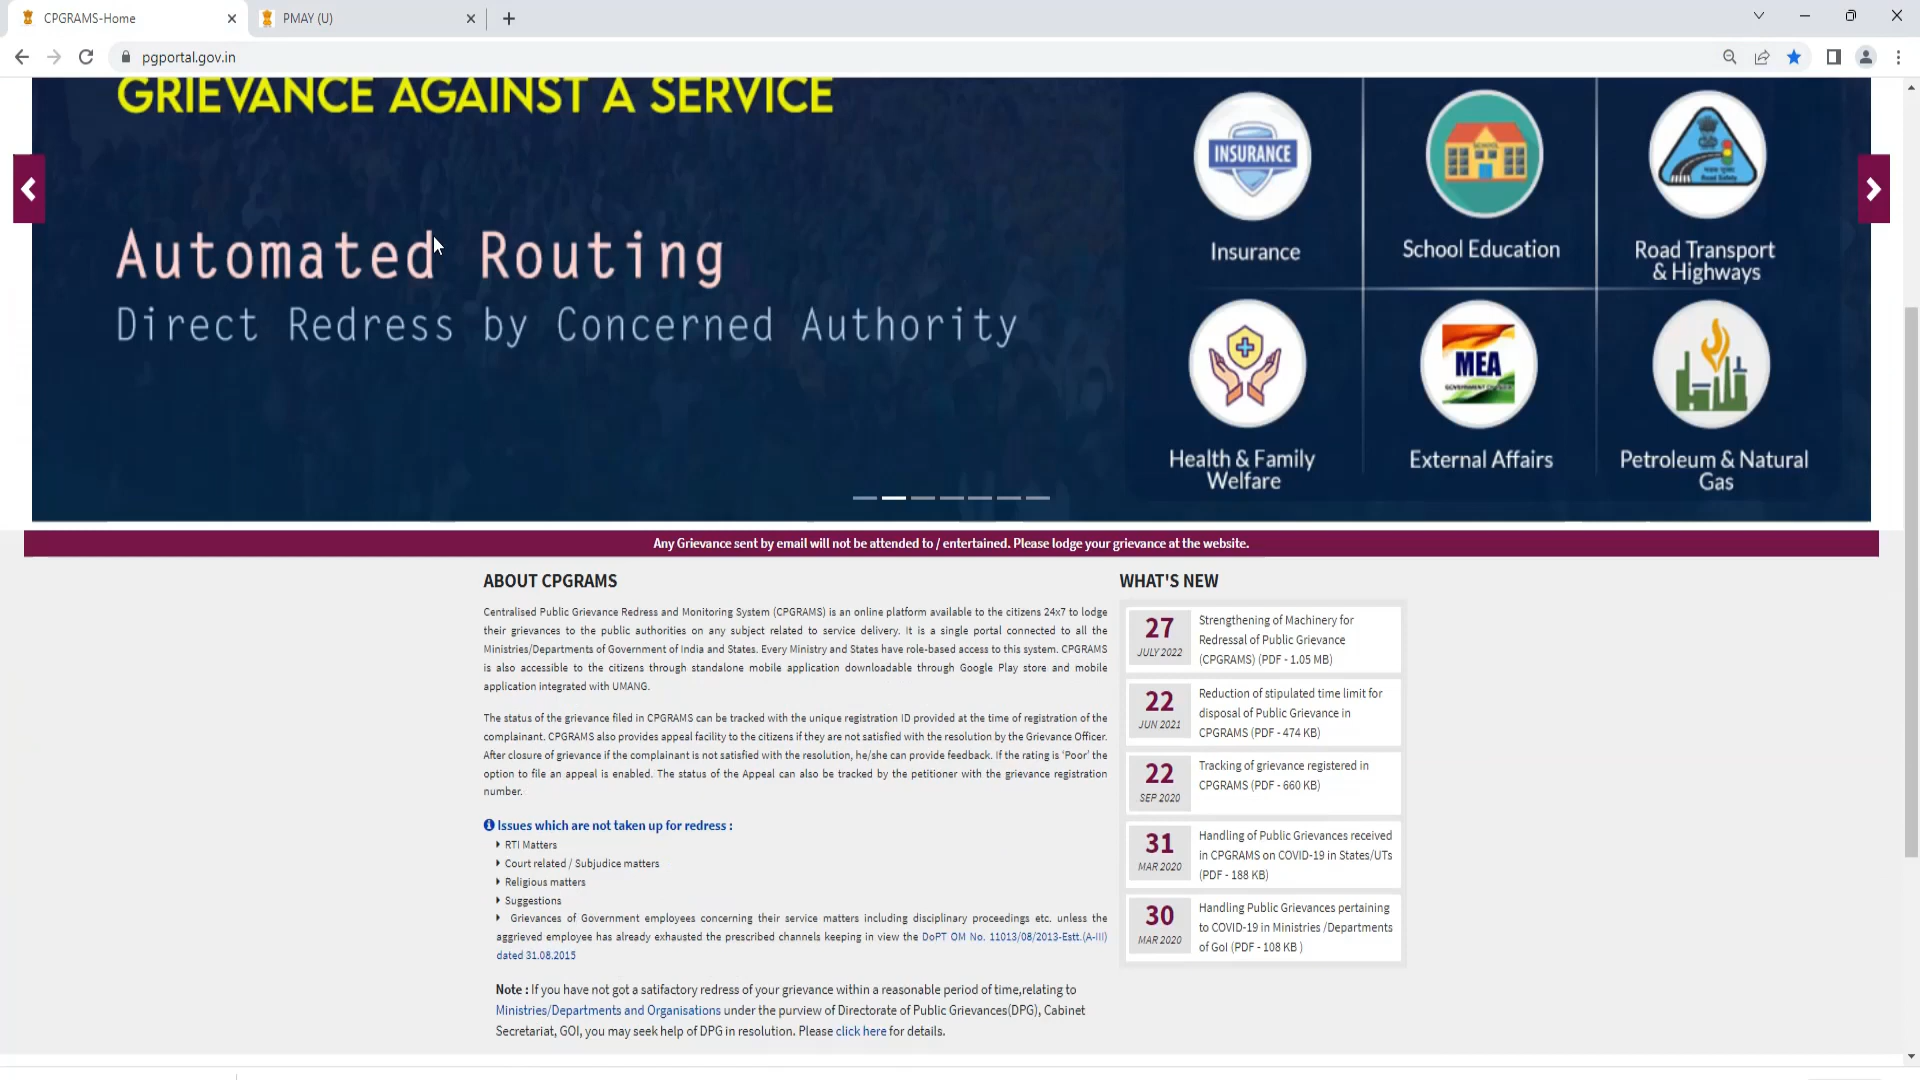 CPGRAMS-Home
PMAY (U)
pgportal.gov.in
GRIEVANCE AGAINST A SERVICE
Automated Routing
Direct Redress by Concerned Authority
INSURANCE
SCHOOL
Insurance
School Education
Road Transport
& Highways
MEA
Health & Family
Welfare
External Affairs
Petroleum & Natural
Gas
Any Grievance sent by email will not be attended to / entertained. Please lodge your grievance at the website.
ABOUT CPGRAMS
Centralised Public Grievance Redress and Monitoring System (CPGRAMS) is an online platform available to the citizens 24x7 to lodge
their grievances to the public authorities on any subject related to service delivery. It is a single portal connected to all the
Ministries/Departments of Government of India and States. Every Ministry and States have role-based access to this system. CPGRAMS
is also accessible to the citizens through standalone mobile application downloadable through Google Play store and mobile
application integrated with UMANG.
The status of the grievance filed in CPGRAMS can be tracked with the unique registration ID provided at the time of registration of the
complainant. CPGRAMS also provides appeal facility to the citizens if they are not satisfied with the resolution by the Grievance Officer.
After closure of grievance if the complainant is not satisfied with the resolution, he/she can provide feedback. If the rating is 'Poor' the
option to file an appeal is enabled. The status of the Appeal can also be tracked by the petitioner with the grievance registration
number.
Issues which are not taken up for redress :
RTI Matters
Court related / Subjudice matters
Religious matters
Suggestions
Grievances of Government employees concerning their service matters including disciplinary proceedings etc. unless the
aggrieved employee has already exhausted the prescribed channels keeping in view the DoPT OM No. 11013/08/2013-Estt.(A-III)
dated 31.08.2015
Note : If you have not got a satifactory redress of your grievance within a reasonable period of time,relating to
Ministries/Departments and Organisations under the purview of Directorate of Public Grievances(DPG), Cabinet
Secretariat, GOI, you may seek help of DPG in resolution. Please click here for details.
WHAT'S NEW
27
JULY 2022
Strengthening of Machinery for
Redressal of Public Grievance
(CPGRAMS) (PDF - 1.05 MB)
22
JUN 2021
Reduction of stipulated time limit for
disposal of Public Grievance in
CPGRAMS (PDF - 474 KB)
22
SEP 2020
Tracking of grievance registered in
CPGRAMS (PDF - 660 KB)
31
MAR 2020
Handling of Public Grievances received
in CPGRAMS on COVID-19 in States/UTs
(PDF - 188 KB)
30
MAR 2020
Handling Public Grievances pertaining
to COVID-19 in Ministries /Departments
of GoI (PDF - 108 KB )